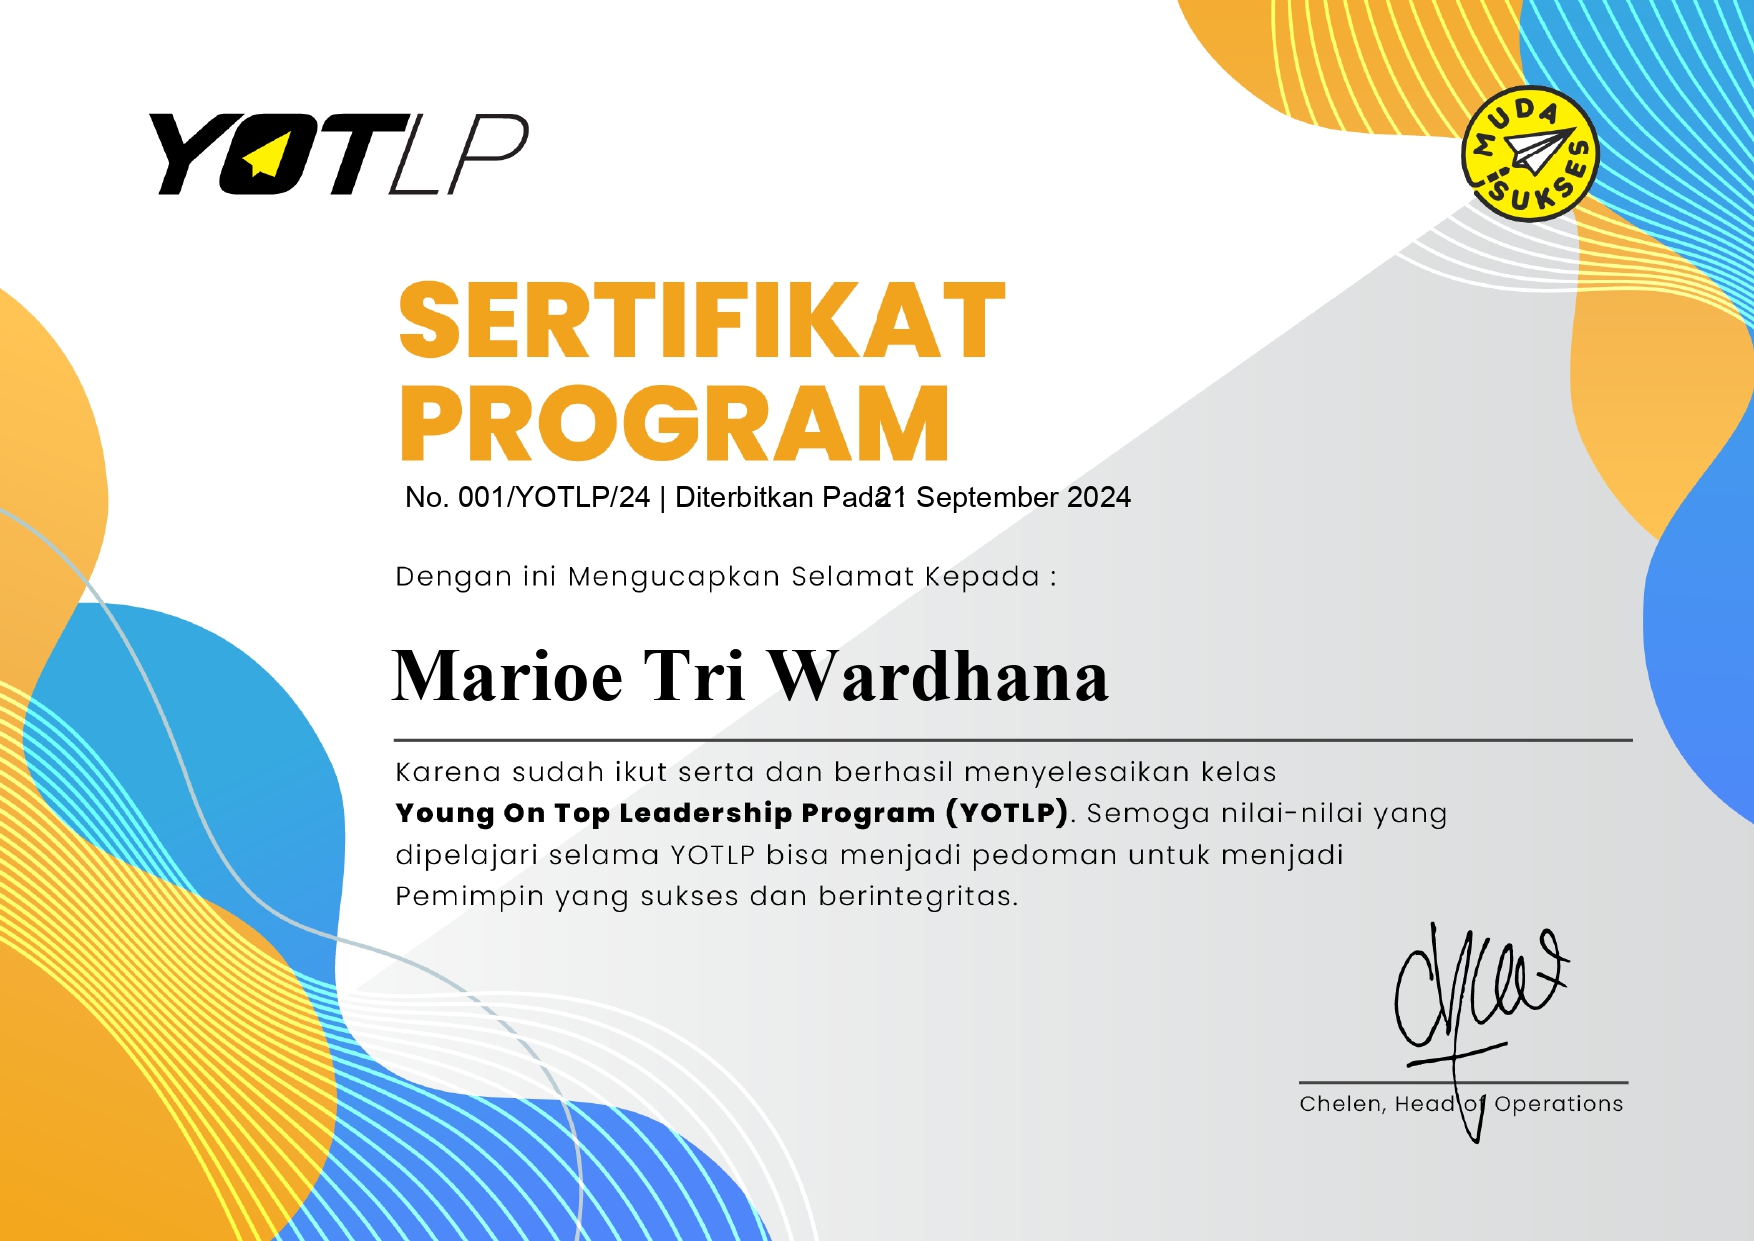 YOTLP
MUDA
SUKSES
SERTIFIKAT
PROGRAM
No. 001/YOTLP/24 | Diterbitkan Pada 21 September 2024
Dengan ini Mengucapkan Selamat Kepada :
Marioe Tri Wardhana
Karena sudah ikut serta dan berhasil menyelesaikan kelas
Young On Top Leadership Program (YOTLP). Semoga nilai-nilai yang
dipelajari selama YOTLP bisa menjadi pedoman untuk menjadi
Pemimpin yang sukses dan berintegritas.
Chelen, Head of Operations